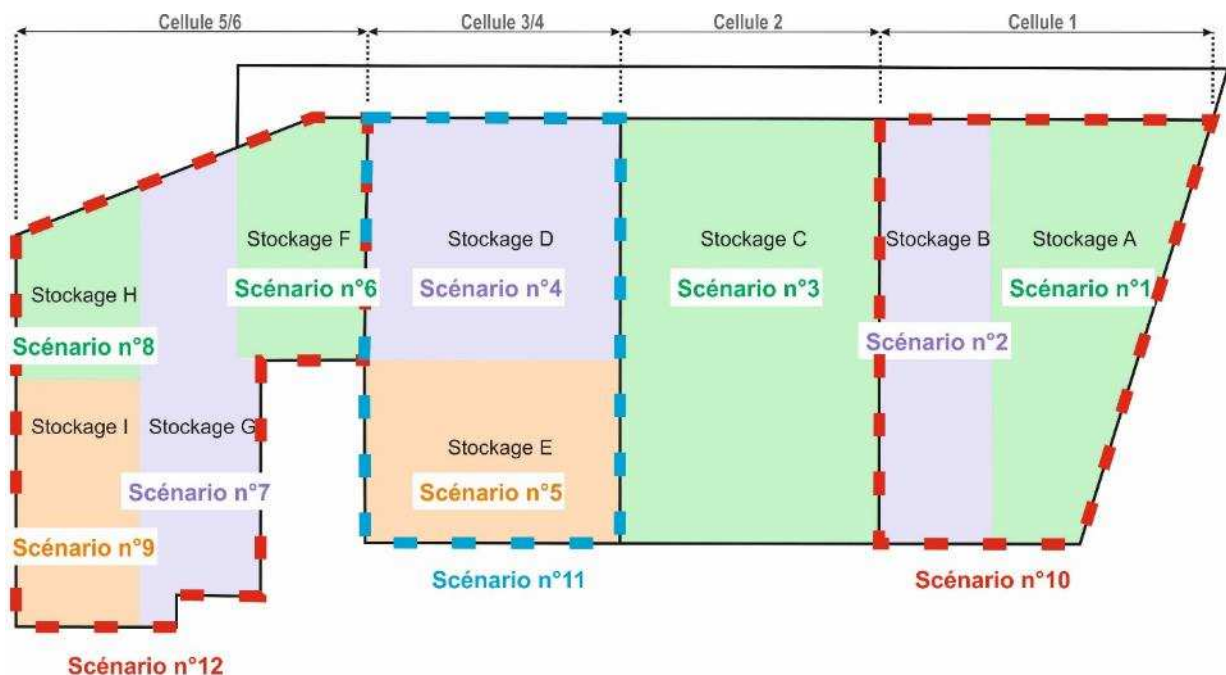 Cellule 5/6
Cellule 3/4
Cellule 2
Cellule 1
Stockage F
Stockage D
Stockage C
Stockage B
Stockage A
Scénario n°6
Scénario n°4
Scénario n°3
Scénario n°1
Stockage H
Scénario n°8
Scénario n°2
Stockage I
Stockage G
Stockage E
Scénario n°7
Scénario n°5
Scénario n°9
Scénario n°11
Scénario n°10
Scénario n°12